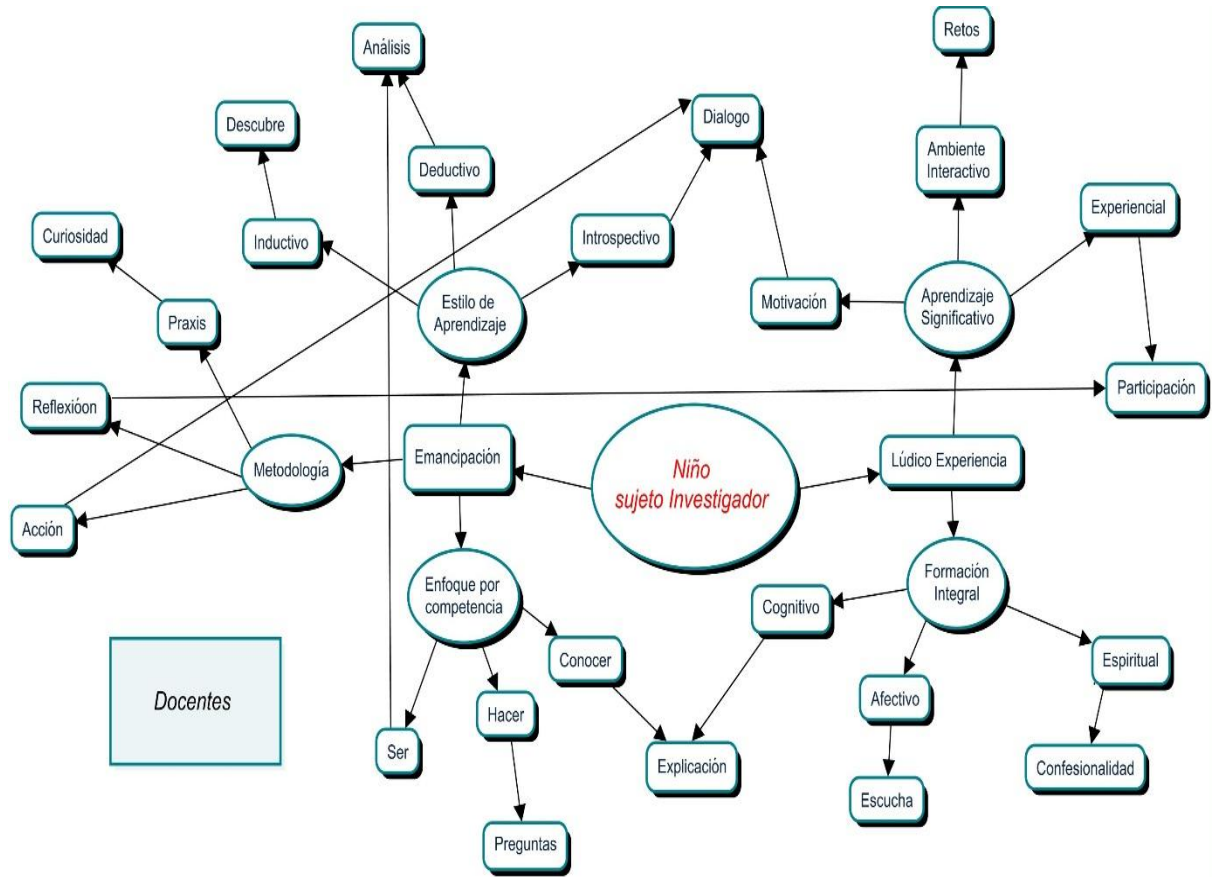 Retos
Análisis
Descubre
Dialogo
Ambiente
Interactivo
Deductivo
Experiencial
Curiosidad
Inductivo
Introspectivo
Praxis
Estilo de
Aprendizaje
Motivación
Aprendizaje
Significativo
Reflexióon
Participación
Metodología
Emancipación
Niño
sujeto Investigador
Lúdico Experiencia
Acción
Enfoque por
competencia
Cognitivo
Formación
Integral
Conocer
Espiritual
Docentes
Hacer
Afectivo
Ser
Explicación
Confesionalidad
Escucha
Preguntas